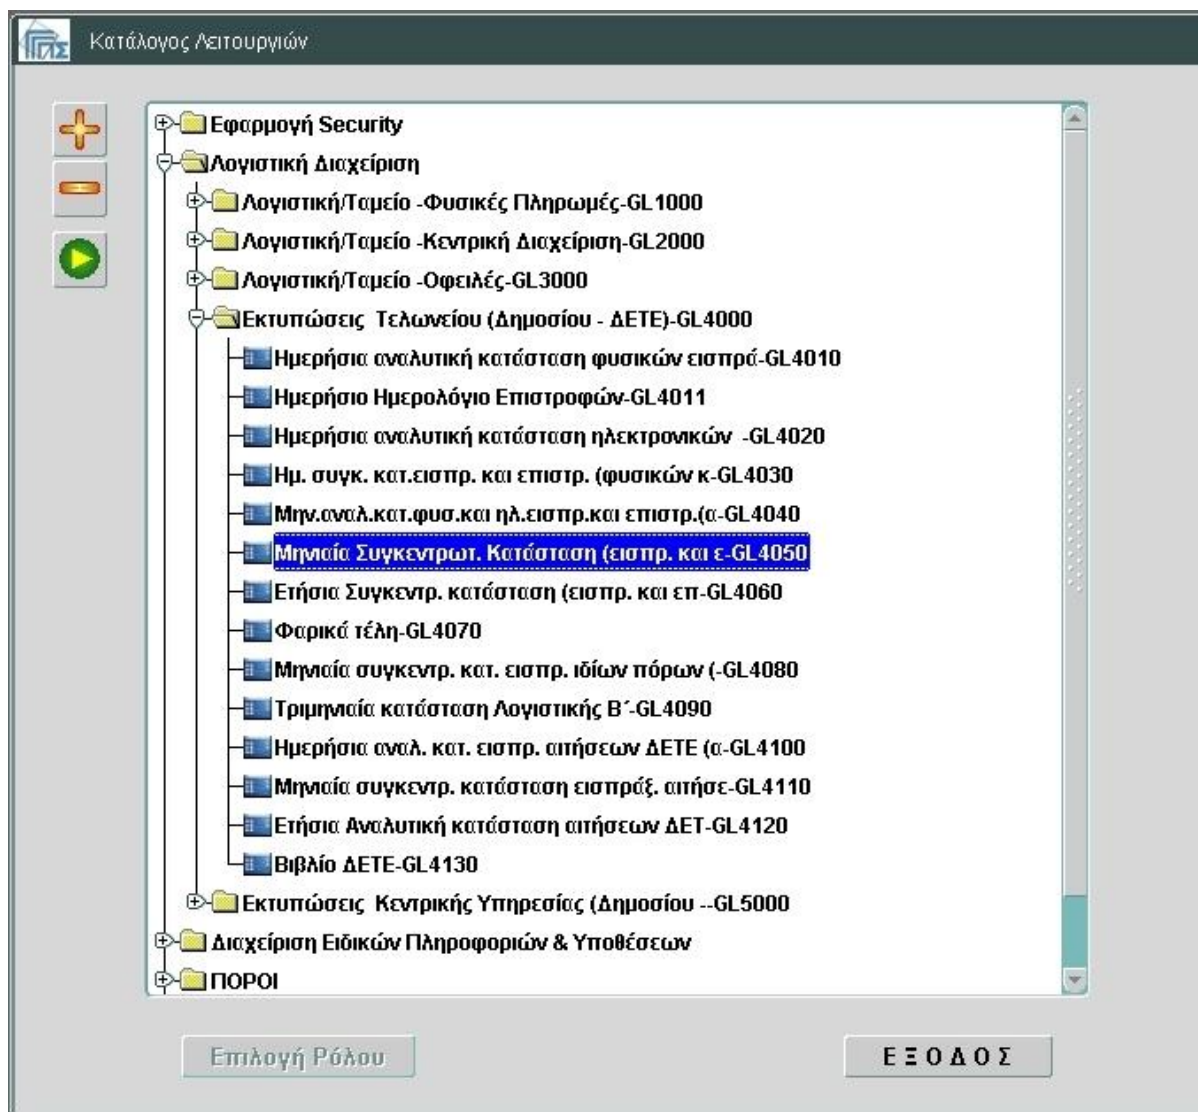 ΓΓΠΣ
Κατάλογος Λειτουργιών
Εφαρμογή Security
Λογιστική Διαχείριση
Λογιστική/Ταμείο -Φυσικές Πληρωμές-GL1000
Λογιστική/Ταμείο -Κεντρική Διαχείριση-GL2000
Λογιστική/Ταμείο -Οφειλές-GL3000
Εκτυπώσεις Τελωνείου (Δημοσίου - ΔΕΤΕ)-GL4000
Ημερήσια αναλυτική κατάσταση φυσικών εισπρά-GL4010
Ημερήσιο Ημερολόγιο Επιστροφών-GL4011
Ημερήσια αναλυτική κατάσταση ηλεκτρονικών -GL4020
Ημ. συγκ. κατ.εισπρ. και επιστρ. (φυσικών κ-GL4030
Μην.αναλ.κατ.φυσ.και ηλ.εισπρ.και επιστρ.(α-GL4040
Μηνιαία Συγκεντρωτ. Κατάσταση (εισπρ. και ε-GL4050
Ετήσια Συγκεντρ. κατάσταση (εισπρ. και επ-GL4060
Φαρικά τέλη-GL4070
Μηνιαία συγκεντρ. κατ. εισπρ. ιδίων πόρων (-GL4080
Τριμηνιαία κατάσταση Λογιστικής Β΄-GL4090
Ημερήσια αναλ. κατ. εισπρ. αιτήσεων ΔΕΤΕ (α-GL4100
Μηνιαία συγκεντρ. κατάσταση εισπράξ. αιτήσε-GL4110
Ετήσια Αναλυτική κατάσταση αιτήσεων ΔΕΤ-GL4120
Βιβλίο ΔΕΤΕ-GL4130
Εκτυπώσεις Κεντρικής Υπηρεσίας (Δημοσίου --GL5000
Διαχείριση Ειδικών Πληροφοριών & Υποθέσεων
ΠΟΡΟΙ
Επιλογή Ρόλου
ΕΞΟΔΟΣ